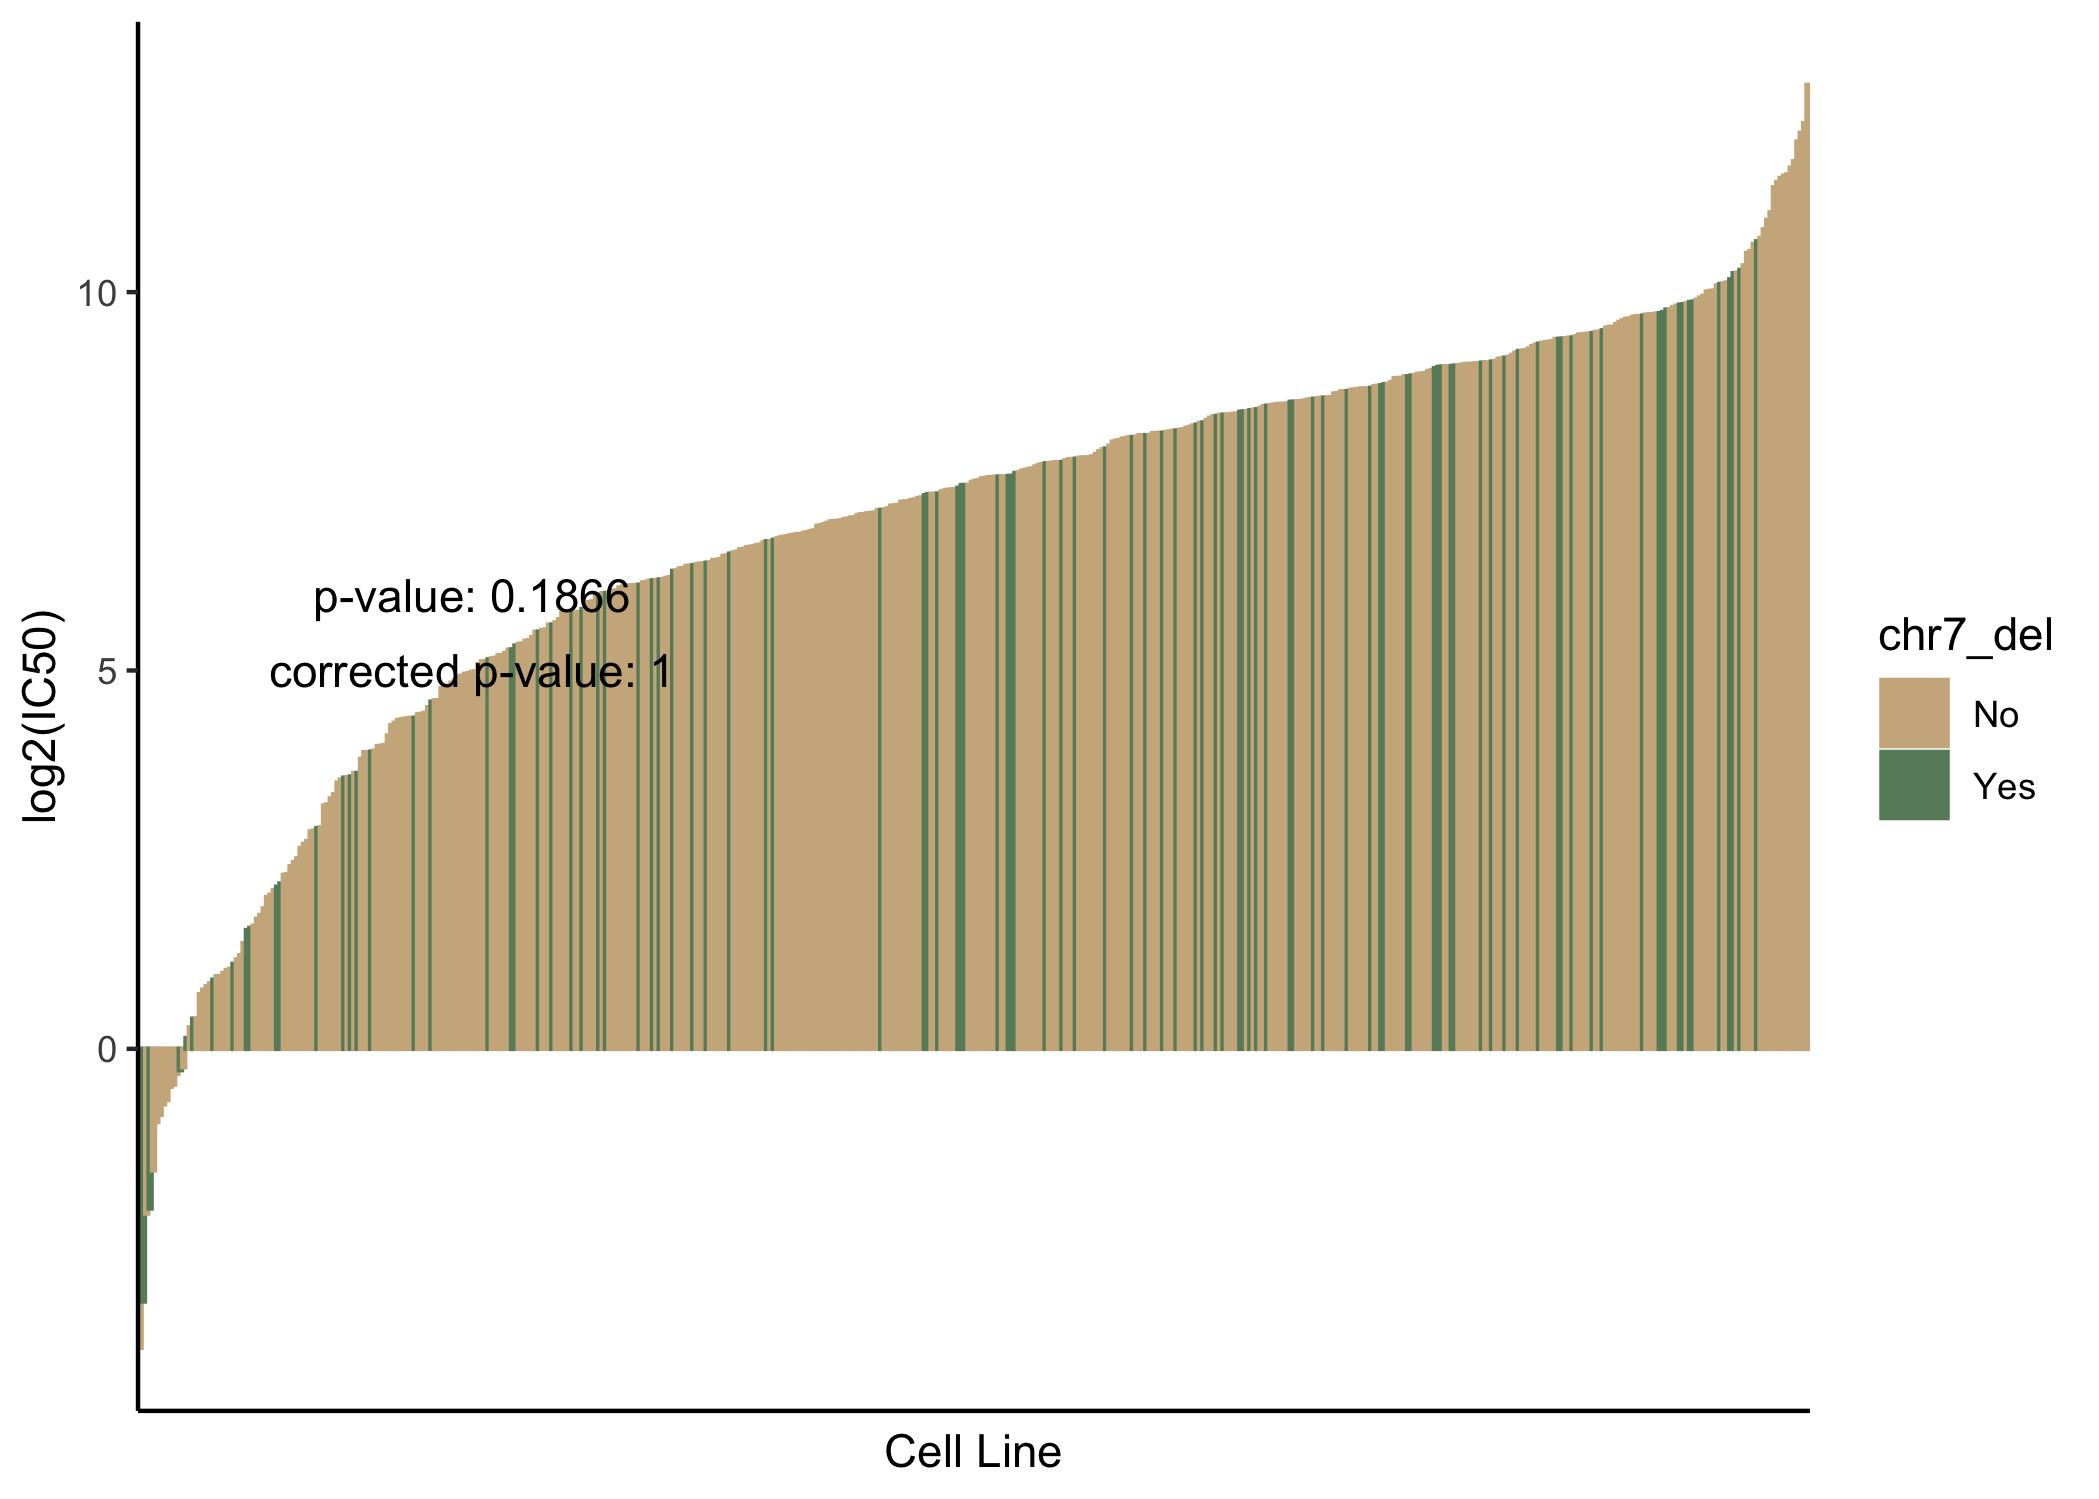 10
5
0
log2(IC50)
p-value: 0.1866
corrected p-value: 1
Cell Line
chr7_del
No
Yes